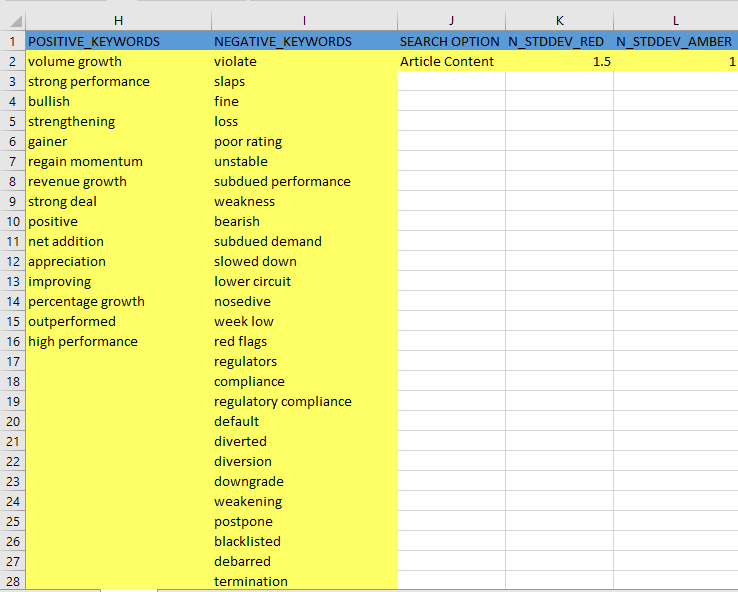 H I J K L
1 POSITIVE_KEYWORDS NEGATIVE_KEYWORDS SEARCH OPTION N_STDDEV_RED N_STDDEV_AMBER
2 volume growth violate Article Content 1.5 1
3 strong performance slaps
4 bullish fine
5 strengthening loss
6 gainer poor rating
7 regain momentum unstable
8 revenue growth subdued performance
9 strong deal weakness
10 positive bearish
11 net addition subdued demand
12 appreciation slowed down
13 improving lower circuit
14 percentage growth nosedive
15 outperformed week low
16 high performance red flags
17 regulators
18 compliance
19 regulatory compliance
20 default
21 diverted
22 diversion
23 downgrade
24 weakening
25 postpone
26 blacklisted
27 debarred
28 termination